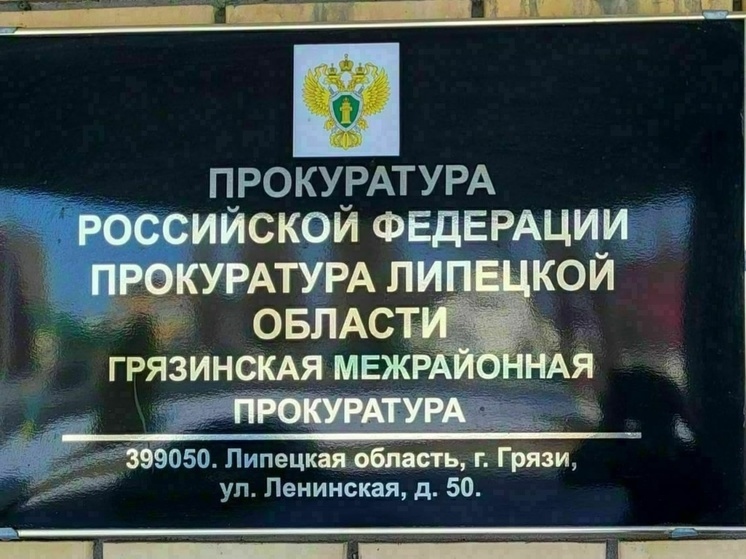 ПРОКУРАТУРА
РОССИЙСКОЙ ФЕДЕРАЦИИ
ПРОКУРАТУРА ЛИПЕЦКОЙ
ОБЛАСТИ
ГРЯЗИНСКАЯ МЕЖРАЙОННАЯ
ПРОКУРАТУРА
399050. Липецкая область, г. Грязи,
ул. Ленинская, д. 50.